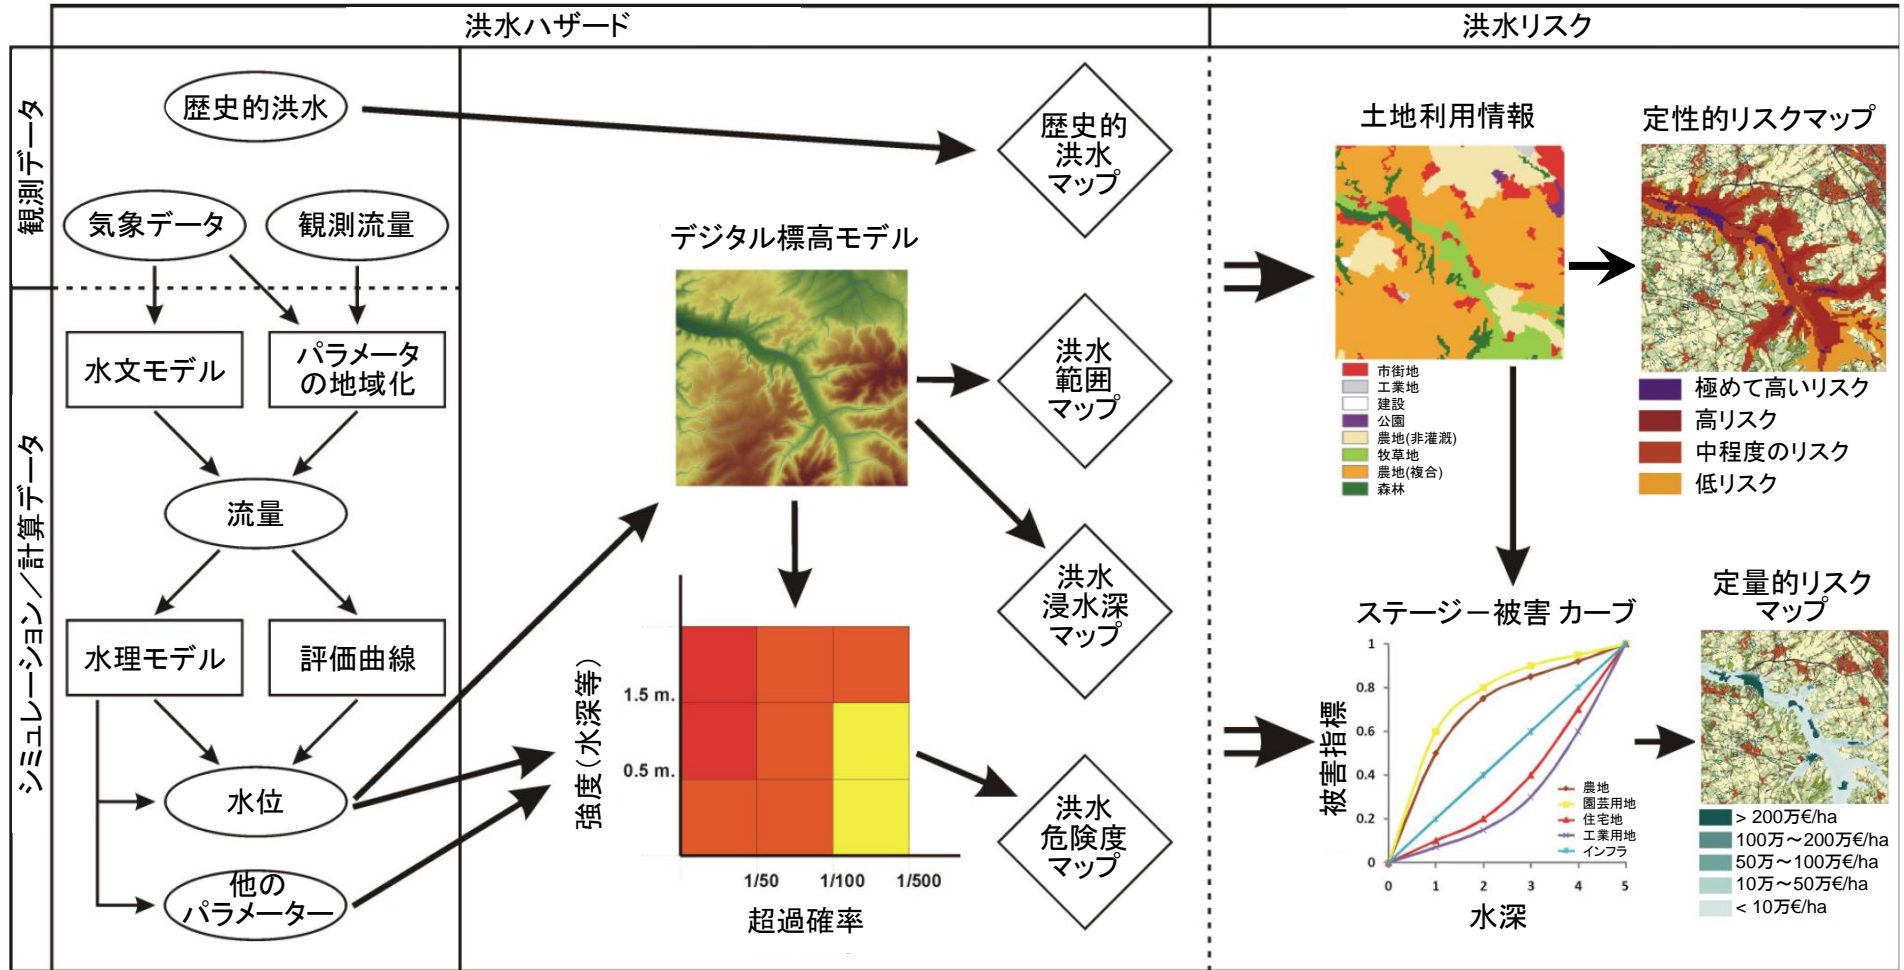 洪水ハザード
洪水リスク
観測データ
シミュレーション／計算データ
歴史的洪水
気象データ
観測流量
水文モデル
パラメータ
の地域化
流量
水理モデル
評価曲線
水位
他の
パラメーター
デジタル標高モデル
強度(水深等)
1.5 m.
0.5 m.
1/50
1/100
1/500
超過確率
歴史的
洪水
マップ
洪水
範囲
マップ
洪水
浸水深
マップ
洪水
危険度
マップ
土地利用情報
市街地
工業地
建設
公園
農地(非灌漑)
牧草地
農地(複合)
森林
定性的リスクマップ
極めて高いリスク
高リスク
中程度のリスク
低リスク
ステージ－被害 カーブ
被害指標
1
0.8
0.6
0.4
0.2
0
0
1
2
3
4
5
水深
農地
園芸用地
住宅地
工業用地
インフラ
定量的リスク
マップ
> 200万€/ha
100万～200万€/ha
50万～100万€/ha
10万～50万€/ha
< 10万€/ha